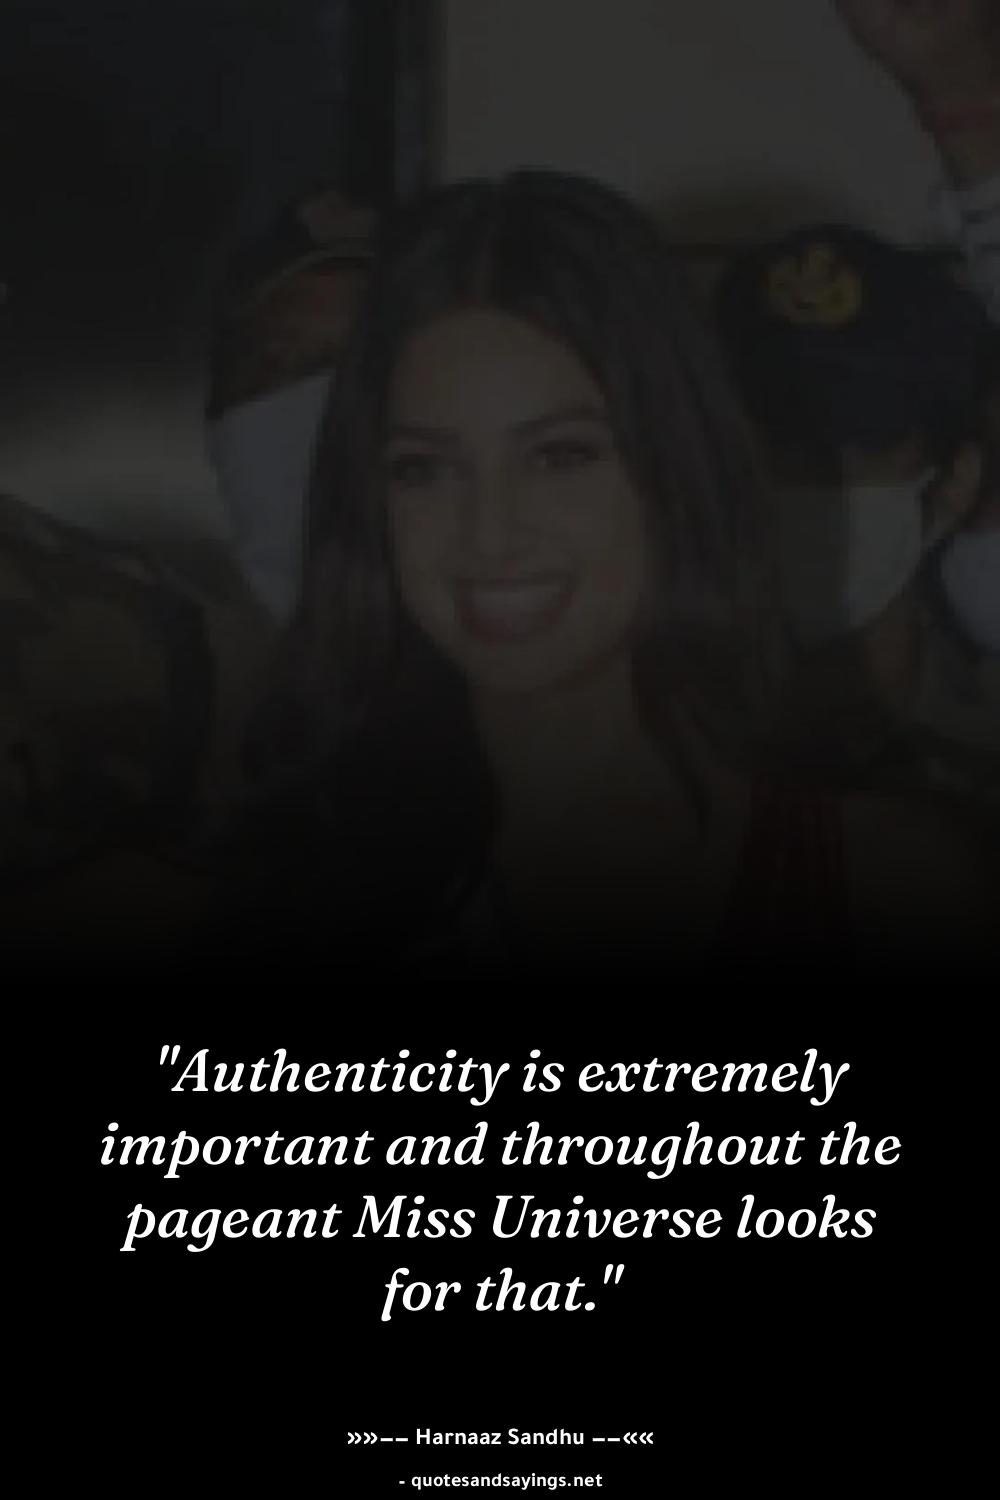 "Authenticity is extremely
important and throughout the
pageant Miss Universe looks
for that."
»»−− Harnaaz Sandhu −−««
- quotesandsayings.net